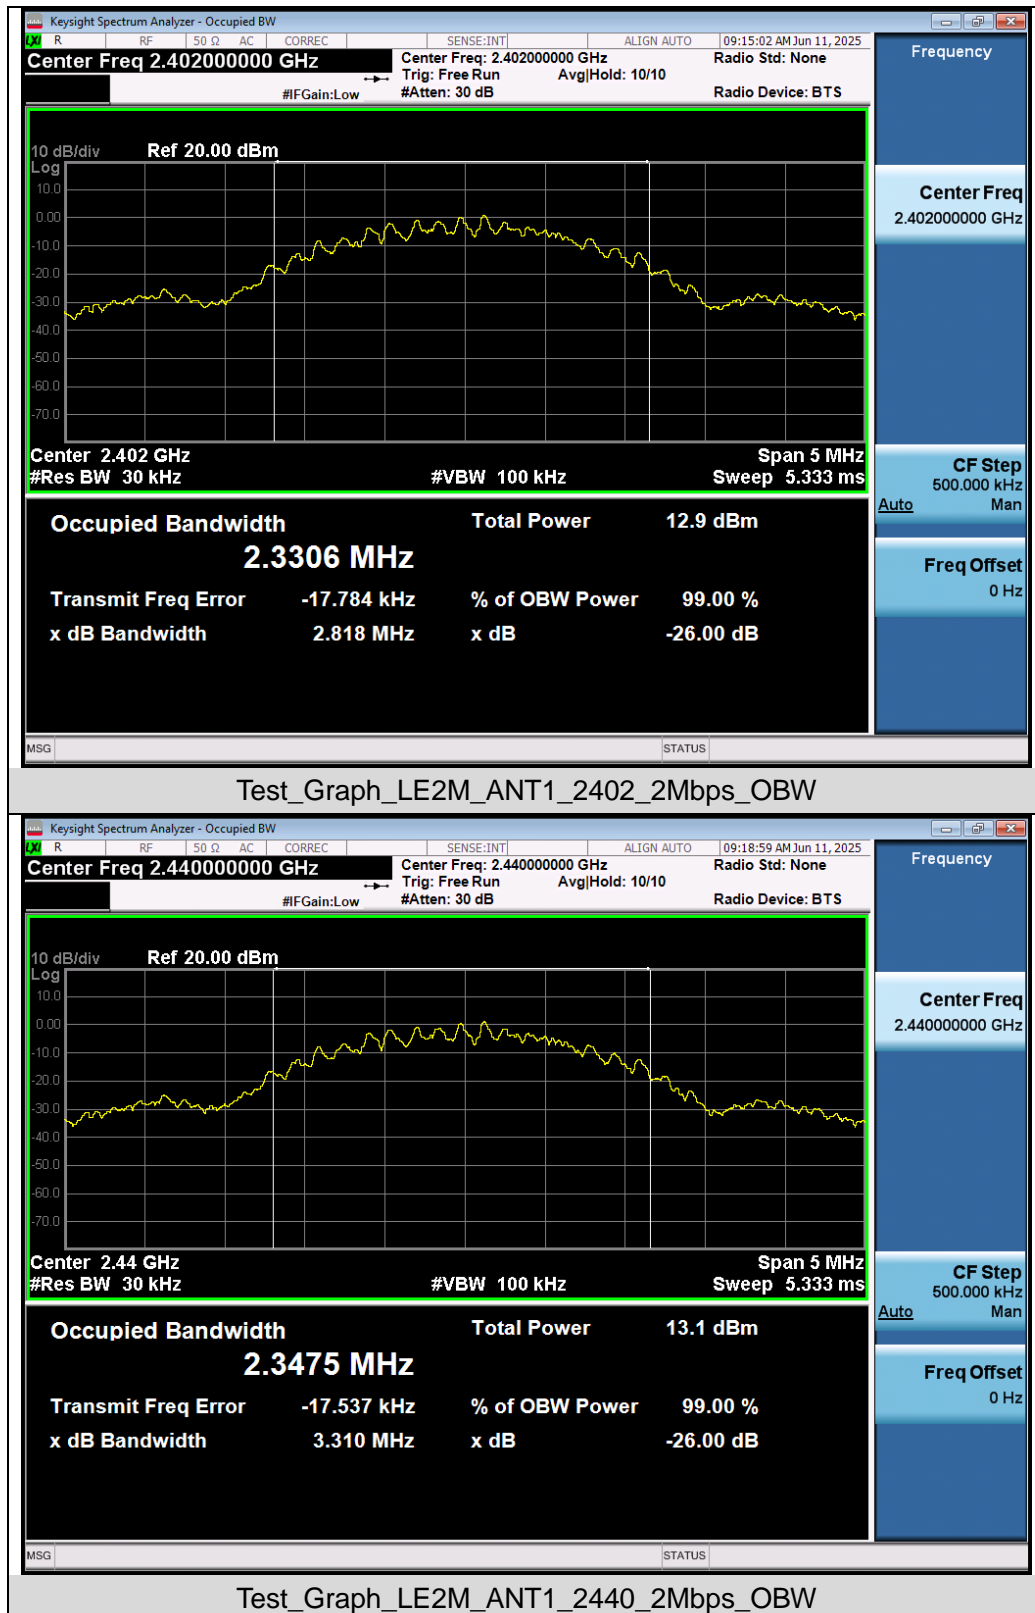 Keysight Spectrum Analyzer - Occupied BW
LXI R RF 50 Ω AC CORREC SENSE:INT ALIGN AUTO 09:15:02 AM Jun 11, 2025
Center Freq 2.402000000 GHz Center Freq: 2.402000000 GHz Radio Std: None
Trig: Free Run Avg|Hold: 10/10
#IFGain:Low #Atten: 30 dB Radio Device: BTS
Frequency
10 dB/div Ref 20.00 dBm
Log
10.0
0.00
-10.0
-20.0
-30.0
-40.0
-50.0
-60.0
-70.0
Center 2.402 GHz Span 5 MHz
#Res BW 30 kHz #VBW 100 kHz Sweep 5.333 ms
Center Freq
2.402000000 GHz
CF Step
500.000 kHz
Auto Man
Freq Offset
0 Hz
Occupied Bandwidth Total Power 12.9 dBm
2.3306 MHz
Transmit Freq Error -17.784 kHz % of OBW Power 99.00 %
x dB Bandwidth 2.818 MHz x dB -26.00 dB
MSG STATUS
Test_Graph_LE2M_ANT1_2402_2Mbps_OBW
Keysight Spectrum Analyzer - Occupied BW
LXI R RF 50 Ω AC CORREC SENSE:INT ALIGN AUTO 09:18:59 AM Jun 11, 2025
Center Freq 2.440000000 GHz Center Freq: 2.440000000 GHz Radio Std: None
Trig: Free Run Avg|Hold: 10/10
#IFGain:Low #Atten: 30 dB Radio Device: BTS
Frequency
10 dB/div Ref 20.00 dBm
Log
10.0
0.00
-10.0
-20.0
-30.0
-40.0
-50.0
-60.0
-70.0
Center 2.44 GHz Span 5 MHz
#Res BW 30 kHz #VBW 100 kHz Sweep 5.333 ms
Center Freq
2.440000000 GHz
CF Step
500.000 kHz
Auto Man
Freq Offset
0 Hz
Occupied Bandwidth Total Power 13.1 dBm
2.3475 MHz
Transmit Freq Error -17.537 kHz % of OBW Power 99.00 %
x dB Bandwidth 3.310 MHz x dB -26.00 dB
MSG STATUS
Test_Graph_LE2M_ANT1_2440_2Mbps_OBW